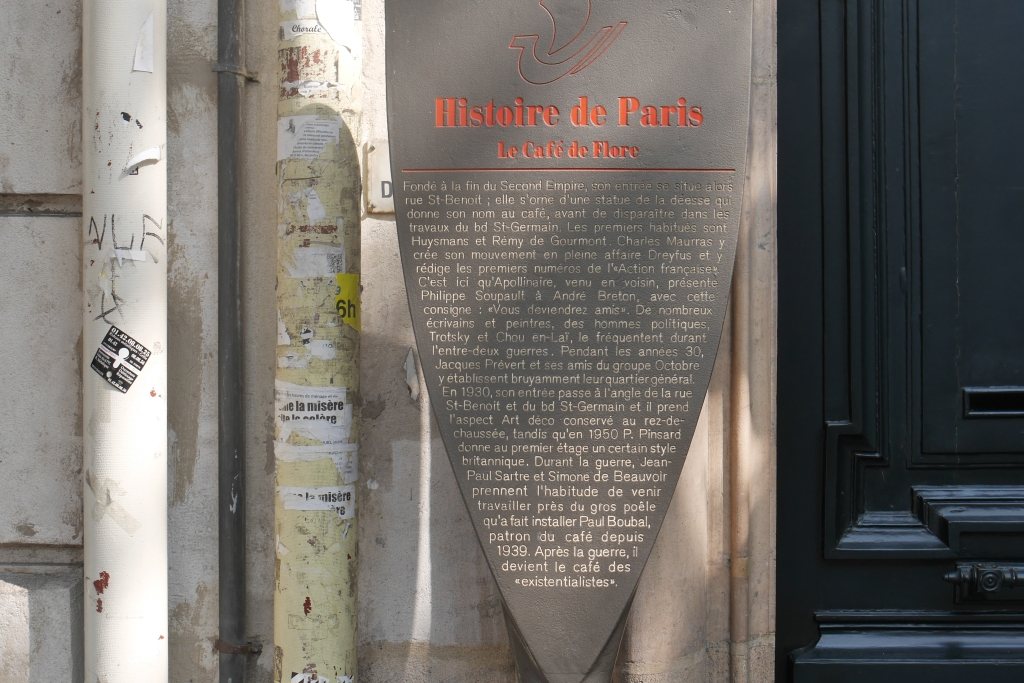 Chorale
Histoire de Paris
Le Café de Flore
D
Fondé à la fin du Second Empire, son entrée se situe alors
rue St-Benoit ; elle s'orne d'une statue de la déesse qui
donne son nom au café, avant de disparaître dans les
travaux du bd St-Germain. Les premiers habitués sont
Huysmans et Rémy de Gourmont. Charles Maurras y
crée son mouvement en pleine affaire Dreyfus et y
rédige les premiers numéros de l'«Action française».
C'est ici qu'Apollinaire, venu en voisin, présente
Philippe Soupault à André Breton, avec cette
consigne : «Vous deviendrez amis». De nombreux
écrivains et peintres, des hommes politiques,
Trotsky et Chou en-Laï, le fréquentent durant
l'entre-deux guerres. Pendant les années 30,
Jacques Prévert et ses amis du groupe Octobre
y établissent bruyamment leur quartier général.
En 1930, son entrée passe à l'angle de la rue
St-Benoit et du bd St-Germain et il prend
l'aspect Art déco conservé au rez-de-
chaussée, tandis qu'en 1950 P. Pinsard
donne au premier étage un certain style
britannique. Durant la guerre, Jean-
Paul Sartre et Simone de Beauvoir
prennent l'habitude de venir
travailler près du gros poêle
qu'a fait installer Paul Boubal,
patron du café depuis
1939. Après la guerre, il
devient le café des
«existentialistes».
6h
la misère
la colère
la misère